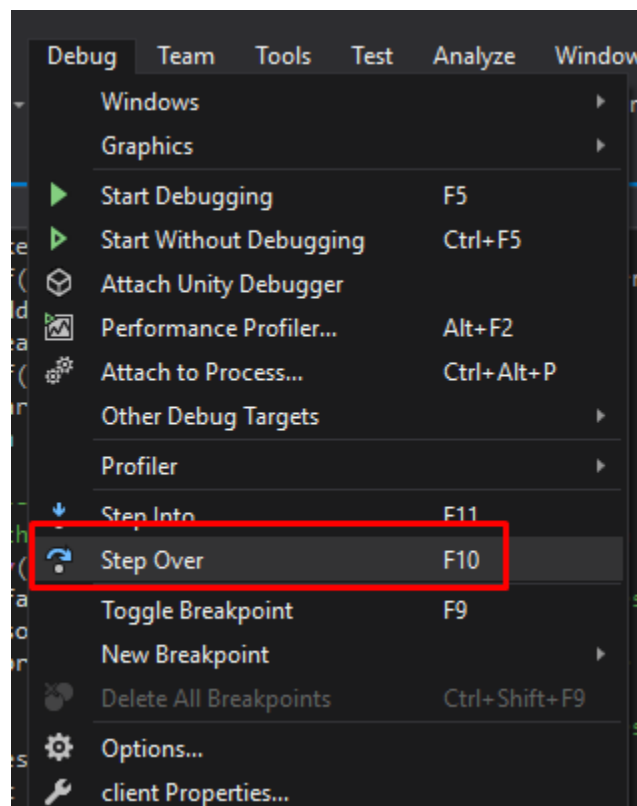 Debug Team Tools Test Analyze Window
Windows
Graphics
Start Debugging F5
Start Without Debugging Ctrl+F5
Attach Unity Debugger
Performance Profiler... Alt+F2
Attach to Process... Ctrl+Alt+P
Other Debug Targets
Profiler
Step Into F11
Step Over F10
Toggle Breakpoint F9
New Breakpoint
Delete All Breakpoints Ctrl+Shift+F9
Options...
client Properties...